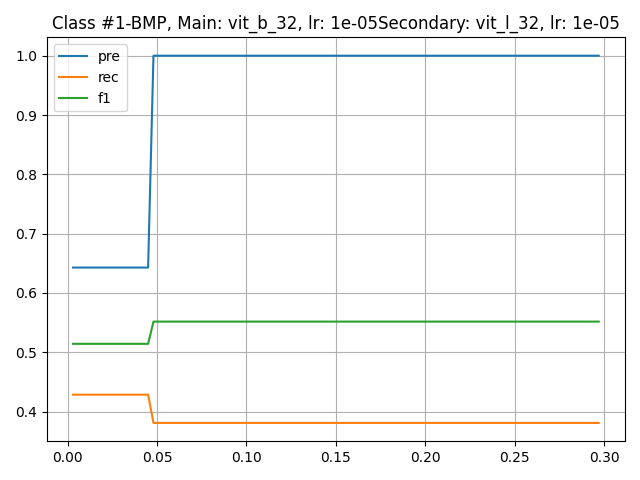 Class #1-BMP, Main: vit_b_32, lr: 1e-05Secondary: vit_l_32, lr: 1e-05
pre
rec
f1
1.0
0.9
0.8
0.7
0.6
0.5
0.4
0.00 0.05 0.10 0.15 0.20 0.25 0.30